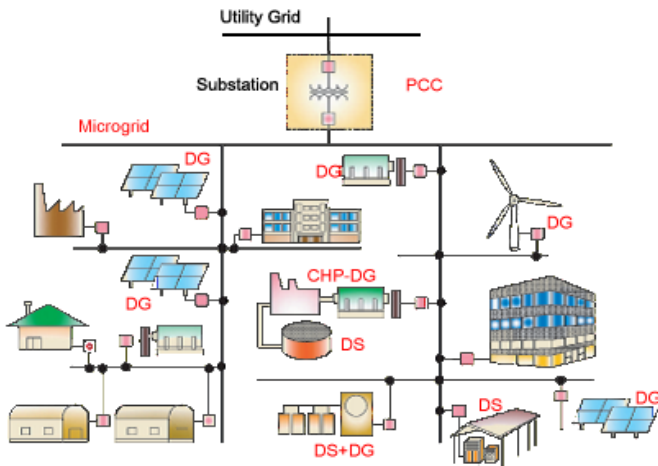 Utility Grid
Substation
PCC
Microgrid
DG
DG
DG
DG
CHP-DG
DS
DS+DG
DS
DG